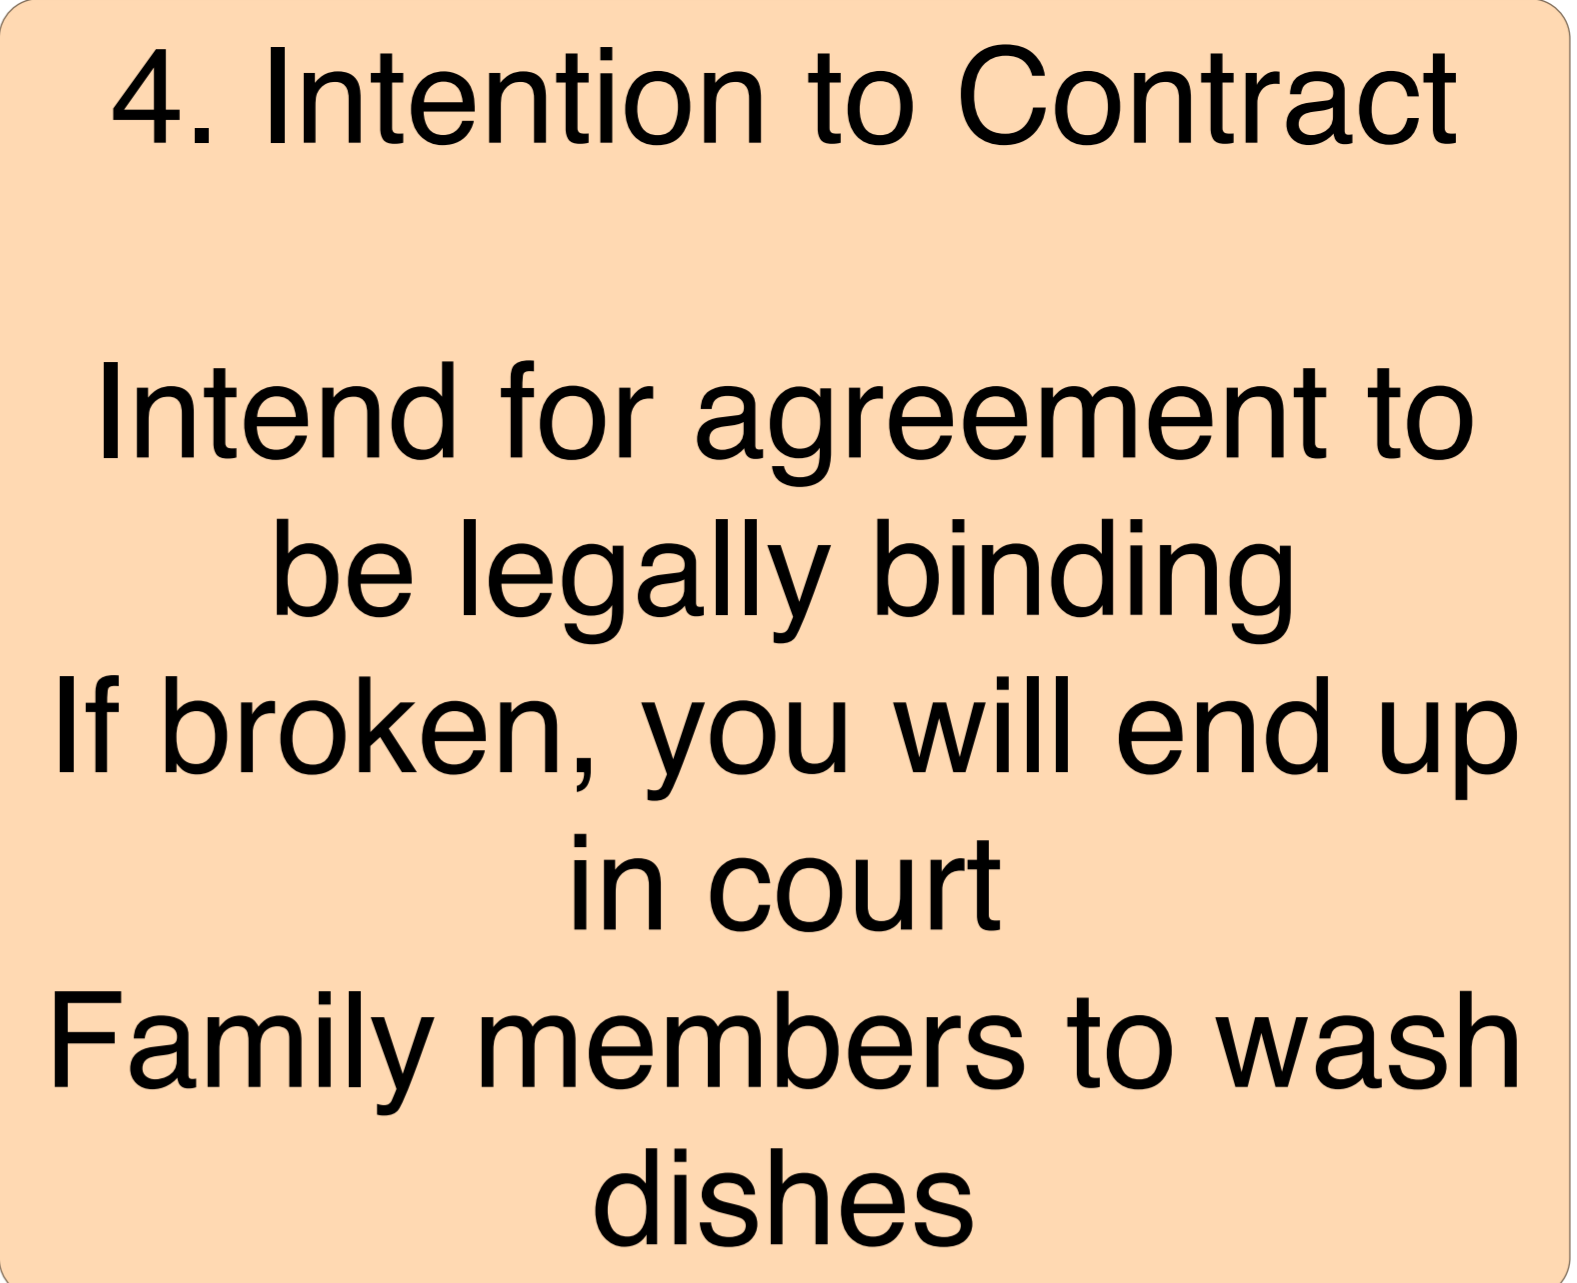 4. Intention to Contract
Intend for agreement to
be legally binding
If broken, you will end up
in court
Family members to wash
dishes